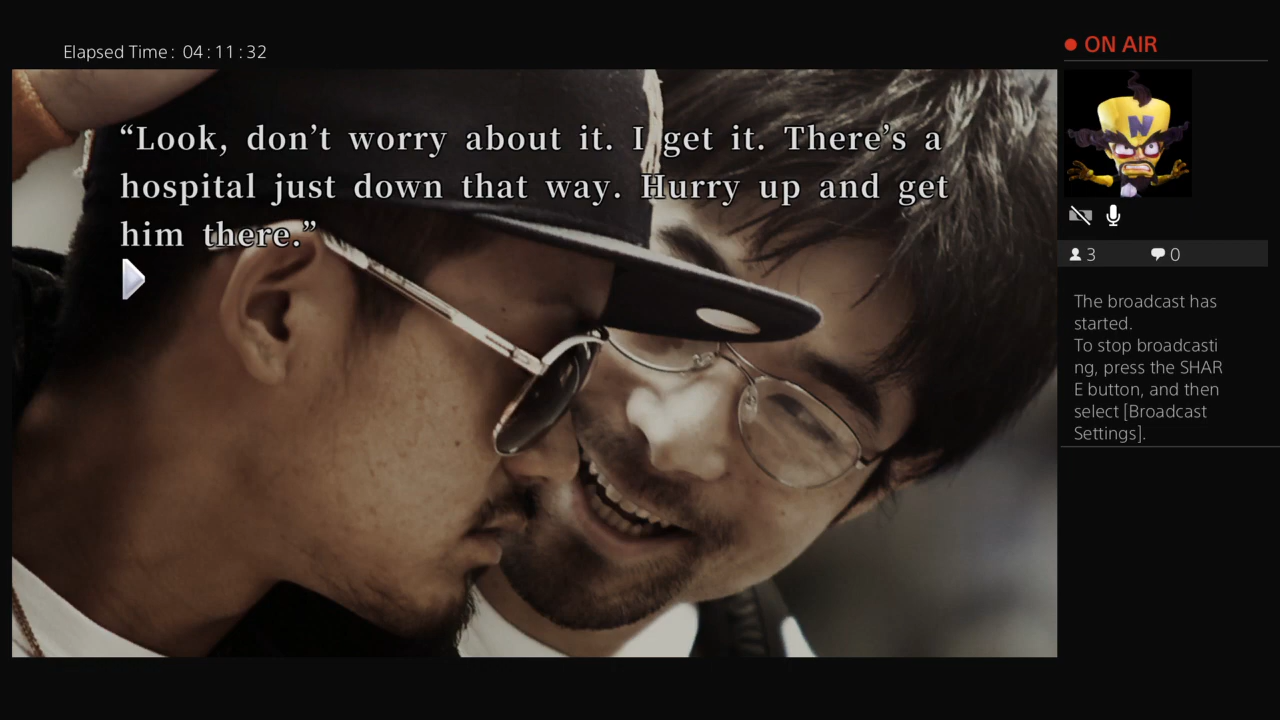 Elapsed Time: 04:11:32
ON AIR
“Look, don’t worry about it. I get it. There’s a
hospital just down that way. Hurry up and get
him there.”
N
3
0
The broadcast has
started.
To stop broadcasti
ng, press the SHAR
E button, and then
select [Broadcast
Settings].